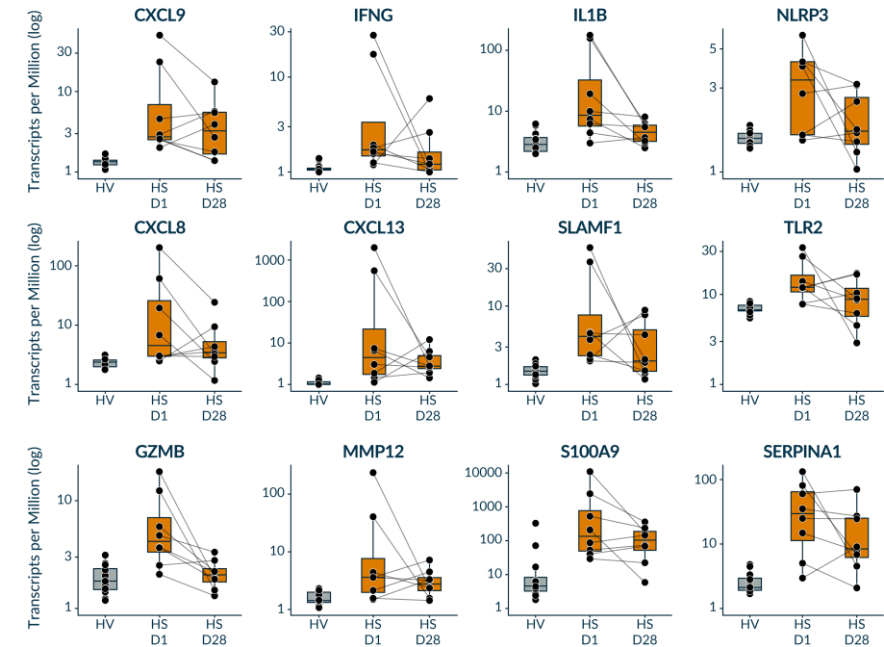 CXCL9
IFNG
IL1B
NLRP3
Transcripts per Million (log)
30
10
3
1
HV
HS
D1
HS
D28
30
10
3
1
HV
HS
D1
HS
D28
100
10
1
HV
HS
D1
HS
D28
5
3
1
HV
HS
D1
HS
D28
CXCL8
CXCL13
SLAMF1
TLR2
Transcripts per Million (log)
100
10
1
HV
HS
D1
HS
D28
1000
100
10
1
HV
HS
D1
HS
D28
30
10
3
1
HV
HS
D1
HS
D28
30
10
3
1
HV
HS
D1
HS
D28
GZMB
MMP12
S100A9
SERPINA1
Transcripts per Million (log)
10
3
1
HV
HS
D1
HS
D28
100
10
1
HV
HS
D1
HS
D28
10000
1000
100
10
1
HV
HS
D1
HS
D28
100
10
1
HV
HS
D1
HS
D28